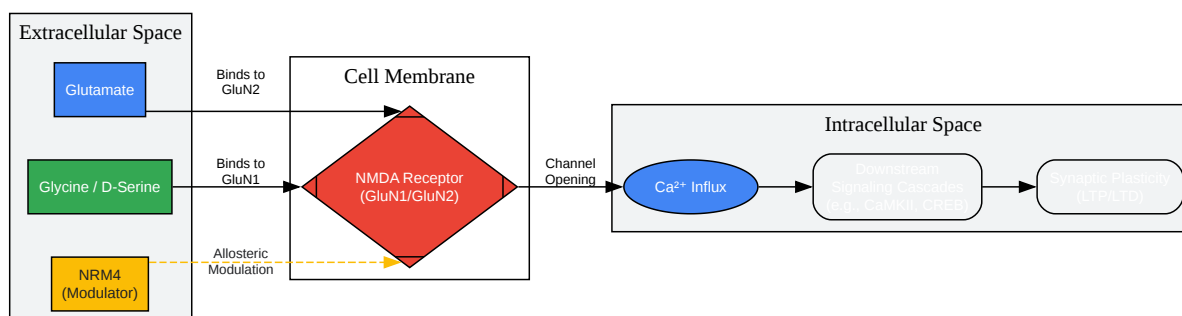 Extracellular Space
Glutamate
Binds to
GluN2
Glycine / D-Serine
Binds to
GluN1
NRM4
(Modulator)
Allosteric
Modulation
Cell Membrane
NMDA Receptor
(GluN1/GluN2)
Channel
Opening
Intracellular Space
Ca²⁺ Influx
Downstream
Signaling Cascades
(e.g., CaMKII, CREB)
Synaptic Plasticity
(LTP/LTD)